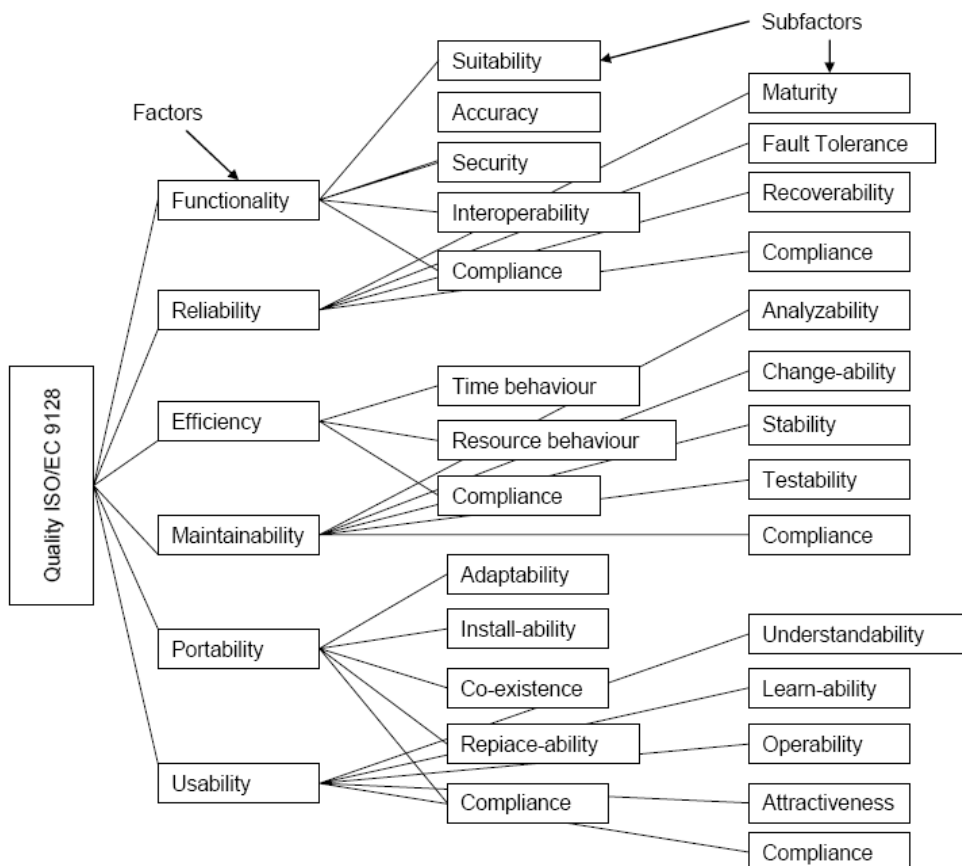 Subfactors
Factors
Quality ISO/EC 9128
Functionality
Reliability
Efficiency
Maintainability
Portability
Usability
Suitability
Accuracy
Security
Interoperability
Compliance
Time behaviour
Resource behaviour
Compliance
Adaptability
Install-ability
Co-existence
Repiace-ability
Compliance
Maturity
Fault Tolerance
Recoverability
Compliance
Analyzability
Change-ability
Stability
Testability
Compliance
Understandability
Learn-ability
Operability
Attractiveness
Compliance